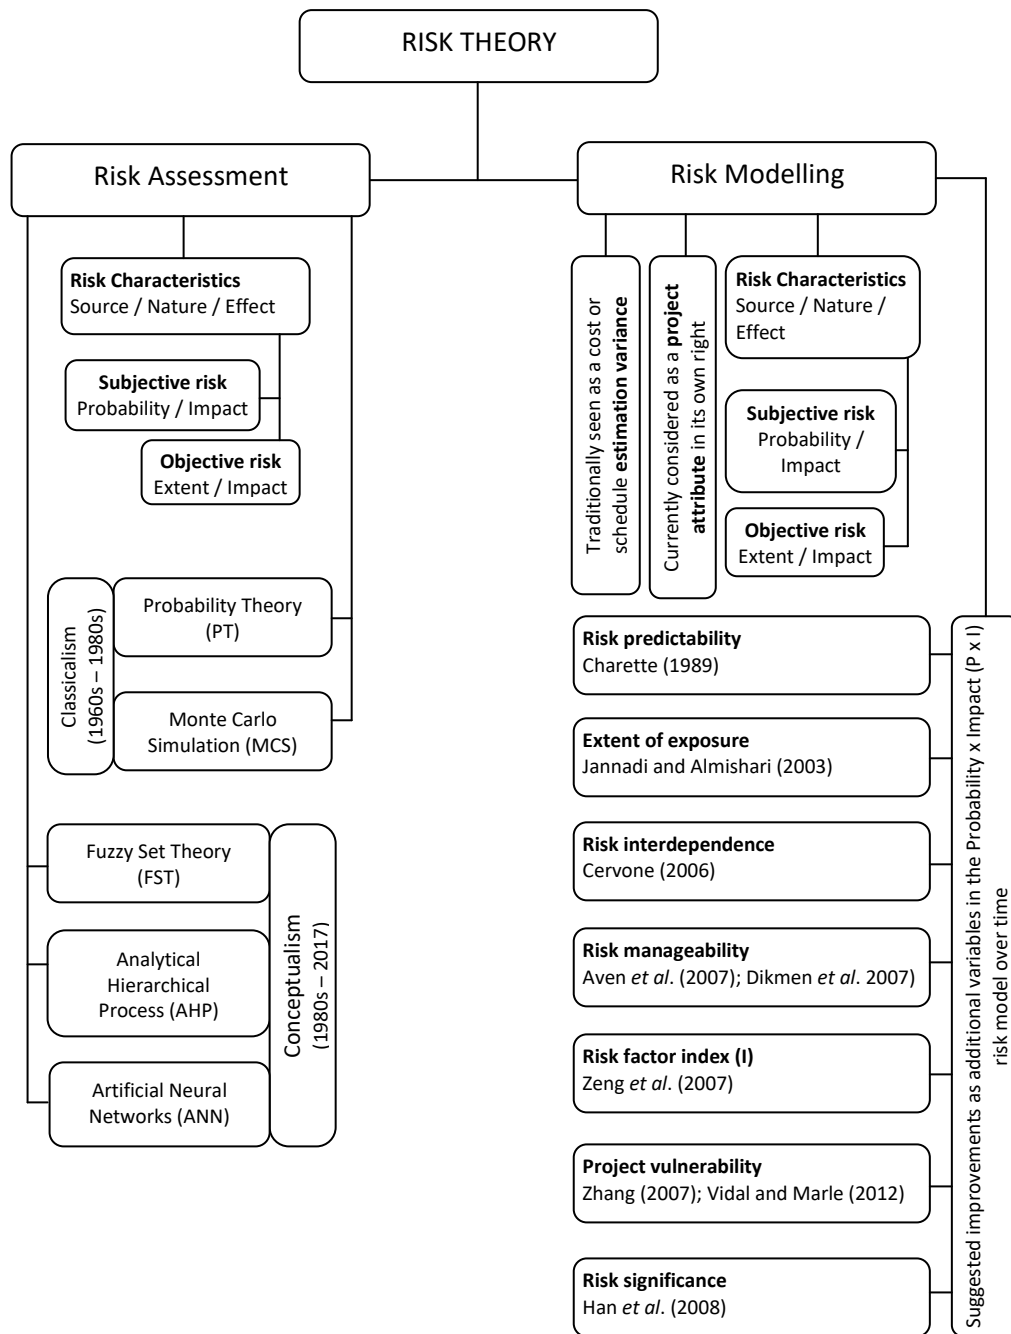 RISK THEORY
Risk Assessment
Risk Characteristics
Source / Nature / Effect
Subjective risk
Probability / Impact
Objective risk
Extent / Impact
Classicalism
(1960s – 1980s)
Probability Theory
(PT)
Monte Carlo
Simulation (MCS)
Fuzzy Set Theory
(FST)
Analytical
Hierarchical
Process (AHP)
Artificial Neural
Networks (ANN)
Conceptualism
(1980s – 2017)
Risk Modelling
Traditionally seen as a cost or
schedule estimation variance
Currently considered as a project
attribute in its own right
Risk Characteristics
Source / Nature /
Effect
Subjective risk
Probability /
Impact
Objective risk
Extent / Impact
Risk predictability
Charette (1989)
Extent of exposure
Jannadi and Almishari (2003)
Risk interdependence
Cervone (2006)
Risk manageability
Aven et al. (2007); Dikmen et al. 2007)
Risk factor index (I)
Zeng et al. (2007)
Project vulnerability
Zhang (2007); Vidal and Marle (2012)
Risk significance
Han et al. (2008)
Suggested improvements as additional variables in the Probability x Impact (P x I)
risk model over time